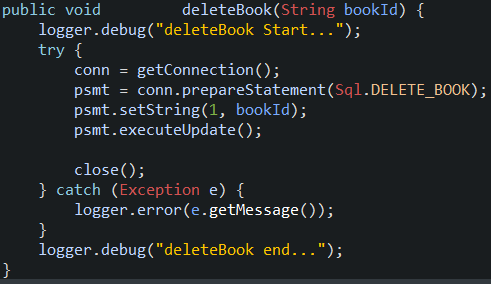 public void        deleteBook(String bookId) {
    logger.debug("deleteBook Start...");
    try {
        conn = getConnection();
        psmt = conn.prepareStatement(Sql.DELETE_BOOK);
        psmt.setString(1, bookId);
        psmt.executeUpdate();

        close();
    } catch (Exception e) {
        logger.error(e.getMessage());
    }
    logger.debug("deleteBook end...");
}